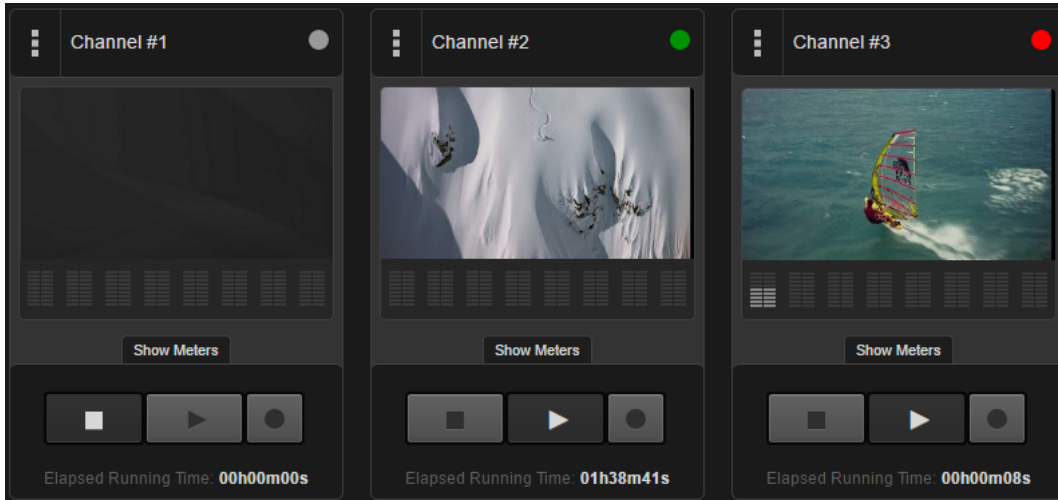 Channel #1
Channel #2
Channel #3
Show Meters
Show Meters
Show Meters
Elapsed Running Time: 00h00m00s
Elapsed Running Time: 01h38m41s
Elapsed Running Time: 00h00m08s